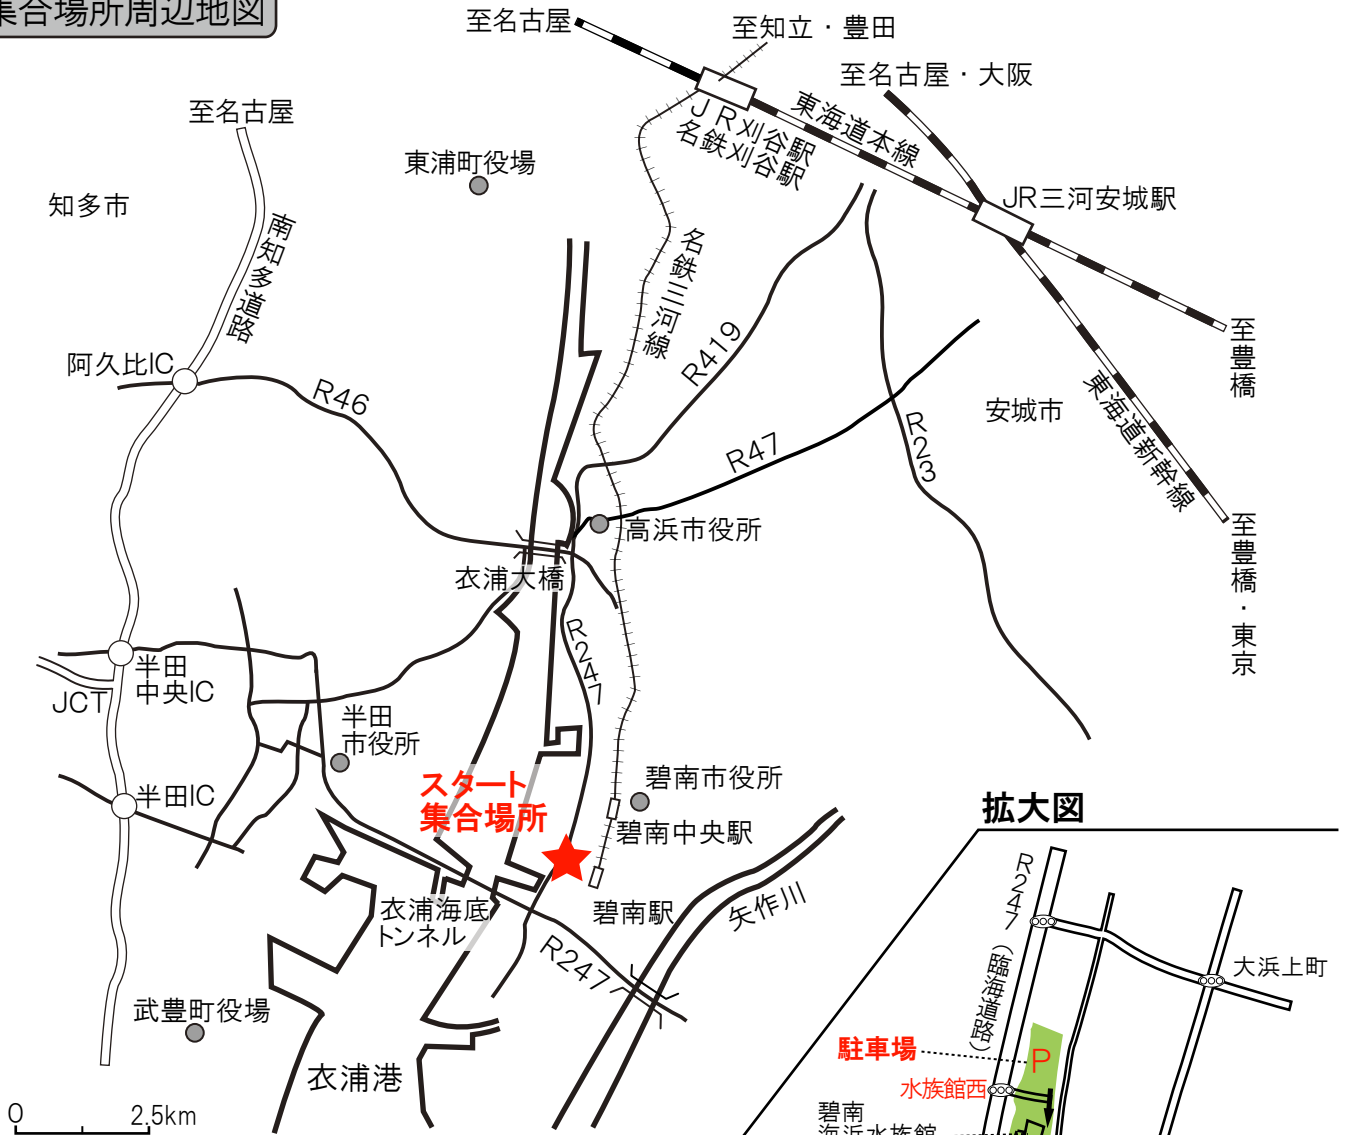 集合場所周辺地図
至名古屋
至知立・豊田
至名古屋・大阪
至名古屋
東海道本線
JR刈谷駅
名鉄刈谷駅
東浦町役場
知多市
JR三河安城駅
南知多道路
名鉄三河線
至豊橋
R419
阿久比IC
R46
東海道新幹線
安城市
R23
R47
高浜市役所
至豊橋・東京
衣浦大橋
R247
半田
中央IC
JCT
半田
市役所
スタート
集合場所
碧南市役所
半田IC
碧南中央駅
拡大図
衣浦海底
トンネル
碧南駅
矢作川
R247
R247(臨海道路)
大浜上町
武豊町役場
駐車場
P
衣浦港
水族館西
碧南
海浜水族館
0
2.5km